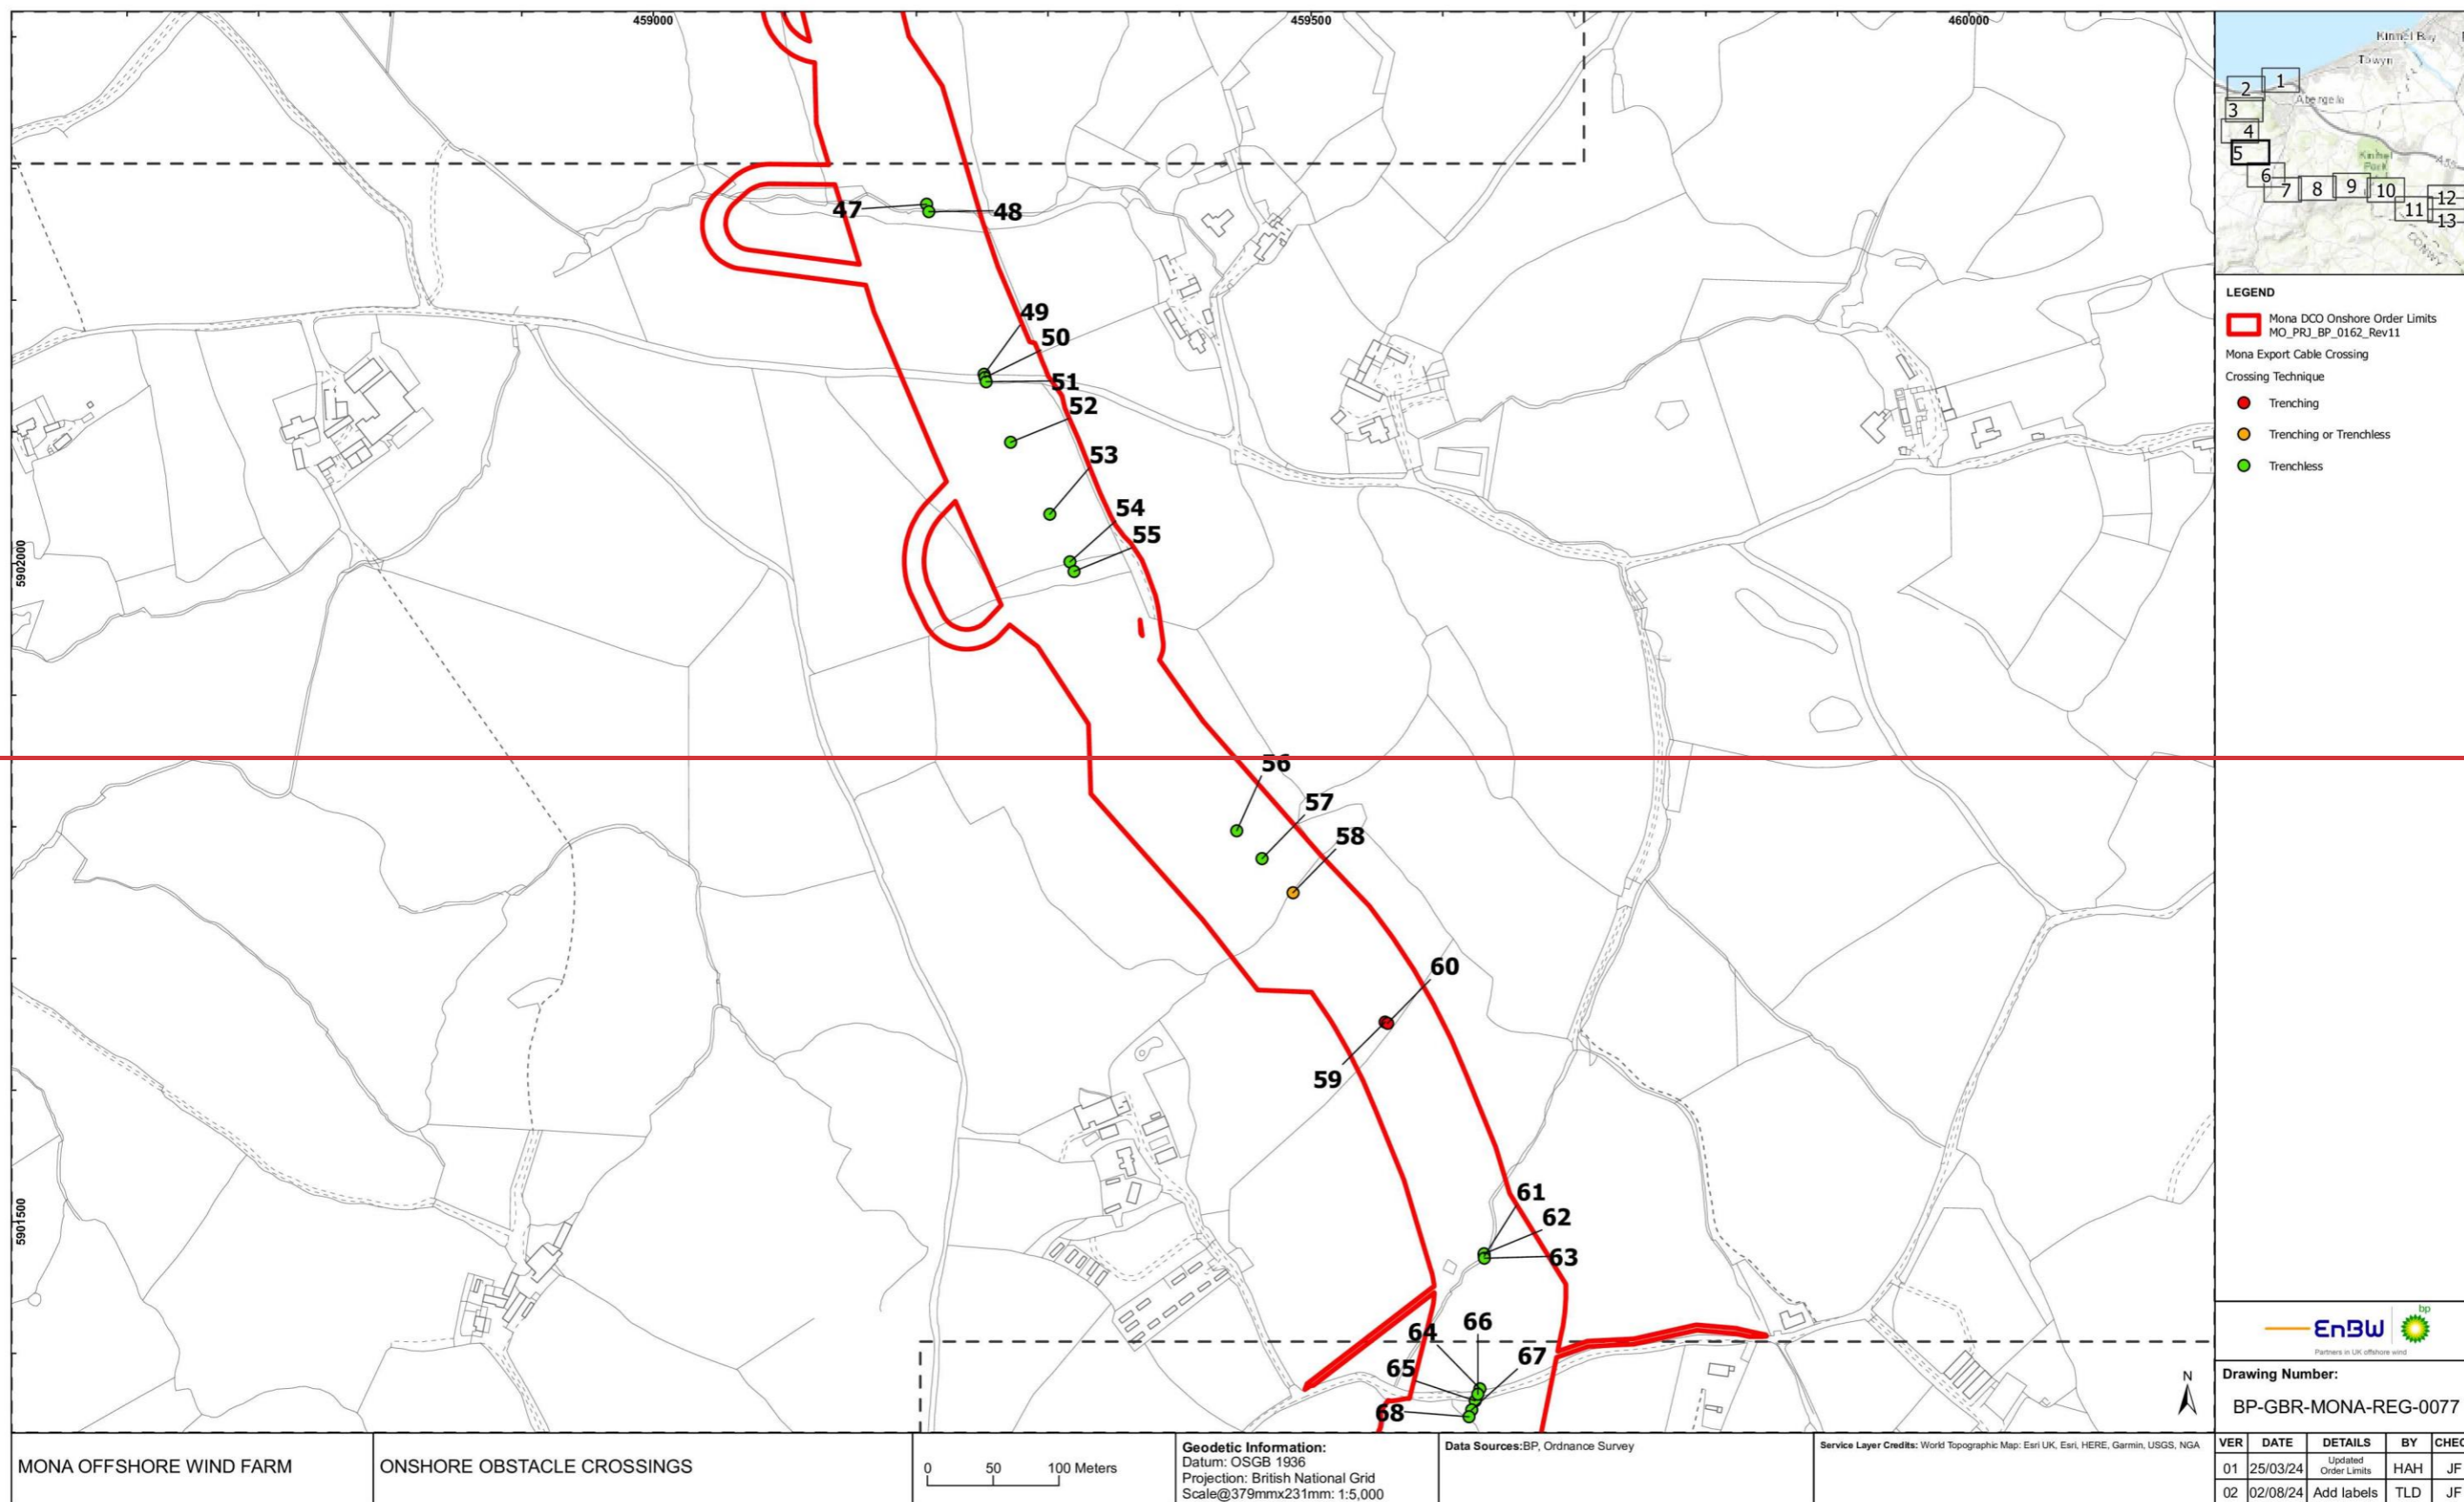 459000
459500
460000
5902000
5901500
47
48
49
50
51
52
53
54
55
56
57
58
60
59
61
62
63
64
66
65
67
68
Kinmel Bay
Towyn
Abergele
Kinmel
Park
CONWY
1
2
3
4
5
6
7
8
9
10
11
12
13
LEGEND
Mona DCO Onshore Order Limits
MO_PRJ_BP_0162_Rev11
Mona Export Cable Crossing
Crossing Technique
Trenching
Trenching or Trenchless
Trenchless
EnBW
bp
Partners in UK offshore wind
N
Drawing Number:
BP-GBR-MONA-REG-0077
MONA OFFSHORE WIND FARM
ONSHORE OBSTACLE CROSSINGS
0 50 100 Meters
Geodetic Information:
Datum: OSGB 1936
Projection: British National Grid
Scale@379mmx231mm: 1:5,000
Data Sources:BP, Ordnance Survey
Service Layer Credits: World Topographic Map: Esri UK, Esri, HERE, Garmin, USGS, NGA
VER DATE DETAILS BY CHEC
01 25/03/24 Updated Order Limits HAH JF
02 02/08/24 Add labels TLD JF